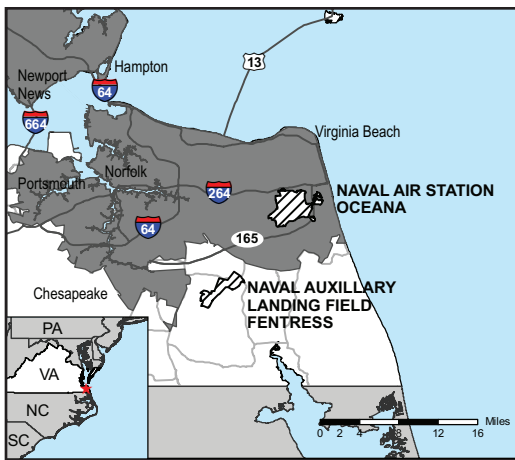 Hampton
Newport
News
13
64
664
Virginia Beach
Norfolk
Portsmouth
264
NAVAL AIR STATION
OCEANA
64
165
NAVAL AUXILLARY
LANDING FIELD
FENTRESS
Chesapeake
PA
VA
NC
SC
Miles
0 2 4 8 12 16